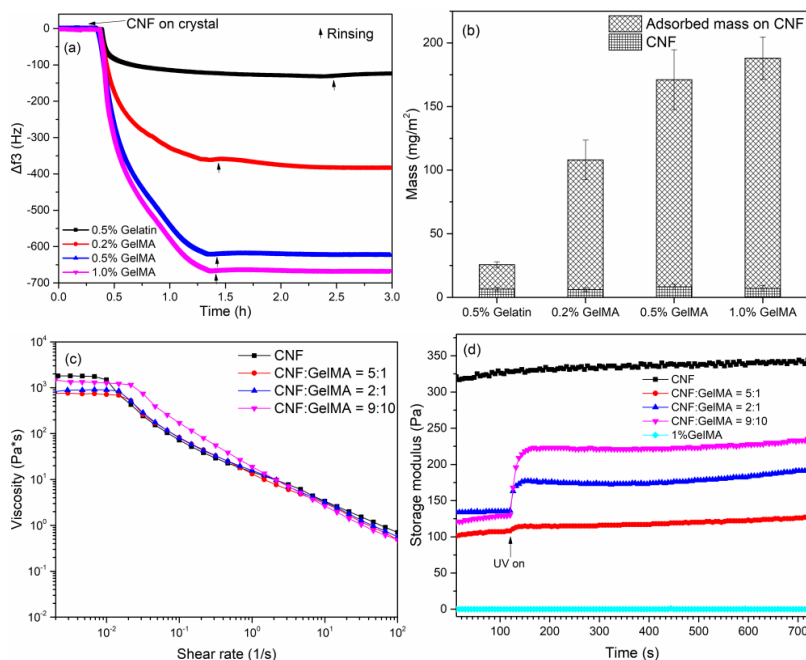 (a)
CNF on crystal
Rinsing
0
-100
-200
-300
-400
-500
-600
-700
Δf3 (Hz)
0.5% Gelatin
0.2% GelMA
0.5% GelMA
1.0% GelMA
0.0 0.5 1.0 1.5 2.0 2.5 3.0
Time (h)
(b)
Adsorbed mass on CNF
CNF
200
150
100
50
0
Mass (mg/m²)
0.5% Gelatin 0.2% GelMA 0.5% GelMA 1.0% GelMA
(c)
CNF
CNF:GelMA = 5:1
CNF:GelMA = 2:1
CNF:GelMA = 9:10
10⁴
10³
10²
10¹
10⁰
10⁻¹
10⁻²
Viscosity (Pa*s)
10⁻² 10⁻¹ 10⁰ 10¹ 10²
Shear rate (1/s)
(d)
CNF
CNF:GelMA = 5:1
CNF:GelMA = 2:1
CNF:GelMA = 9:10
1%GelMA
350
300
250
200
150
100
50
0
Storage modulus (Pa)
UV on
100 200 300 400 500 600 700
Time (s)